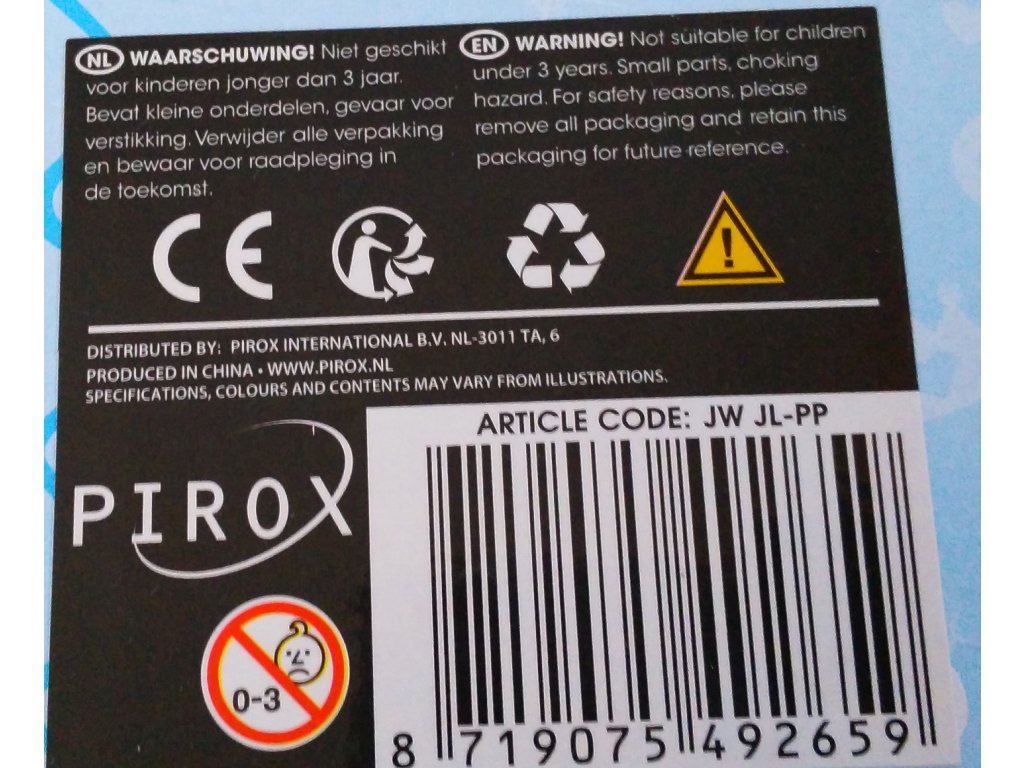 NL WAARSCHUWING! Niet geschikt
voor kinderen jonger dan 3 jaar.
Bevat kleine onderdelen, gevaar voor
verstikking. Verwijder alle verpakking
en bewaar voor raadpleging in
de toekomst.
EN WARNING! Not suitable for children
under 3 years. Small parts, choking
hazard. For safety reasons, please
remove all packaging and retain this
packaging for future reference.
CE
DISTRIBUTED BY: PIROX INTERNATIONAL B.V. NL-3011 TA, 6
PRODUCED IN CHINA • WWW.PIROX.NL
SPECIFICATIONS, COLOURS AND CONTENTS MAY VARY FROM ILLUSTRATIONS.
ARTICLE CODE: JW JL-PP
PIROX
0-3
8 719075 492659